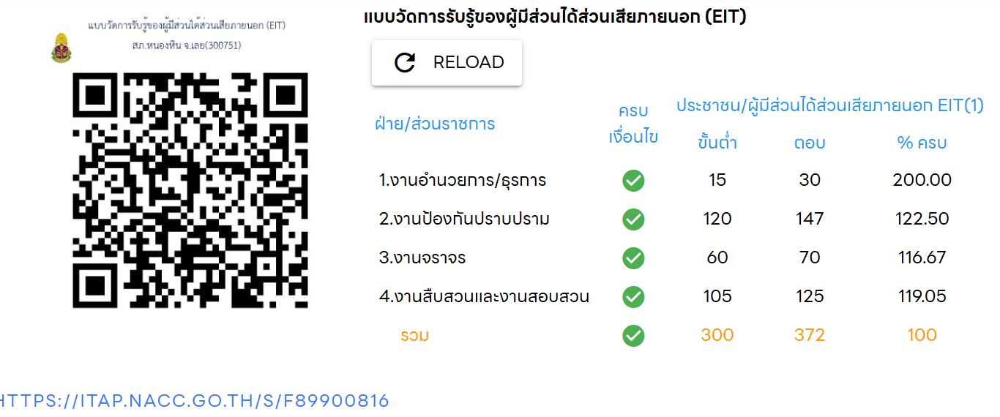 แบบวัดการรับรู้ของผู้มีส่วนได้ส่วนเสียภายนอก (EIT)
สภ.หนองหิน จ.เลย(300751)
แบบวัดการรับรู้ของผู้มีส่วนได้ส่วนเสียภายนอก (EIT)
RELOAD
ฝ่าย/ส่วนราชการ ครบ เงื่อนไข ประชาชน/ผู้มีส่วนได้ส่วนเสียภายนอก EIT(1)
ขั้นต่ำ ตอบ % ครบ
1.งานอำนวยการ/ธุรการ 15 30 200.00
2.งานป้องกันปราบปราม 120 147 122.50
3.งานจราจร 60 70 116.67
4.งานสืบสวนและงานสอบสวน 105 125 119.05
รวม 300 372 100
HTTPS://ITAP.NACC.GO.TH/S/F89900816